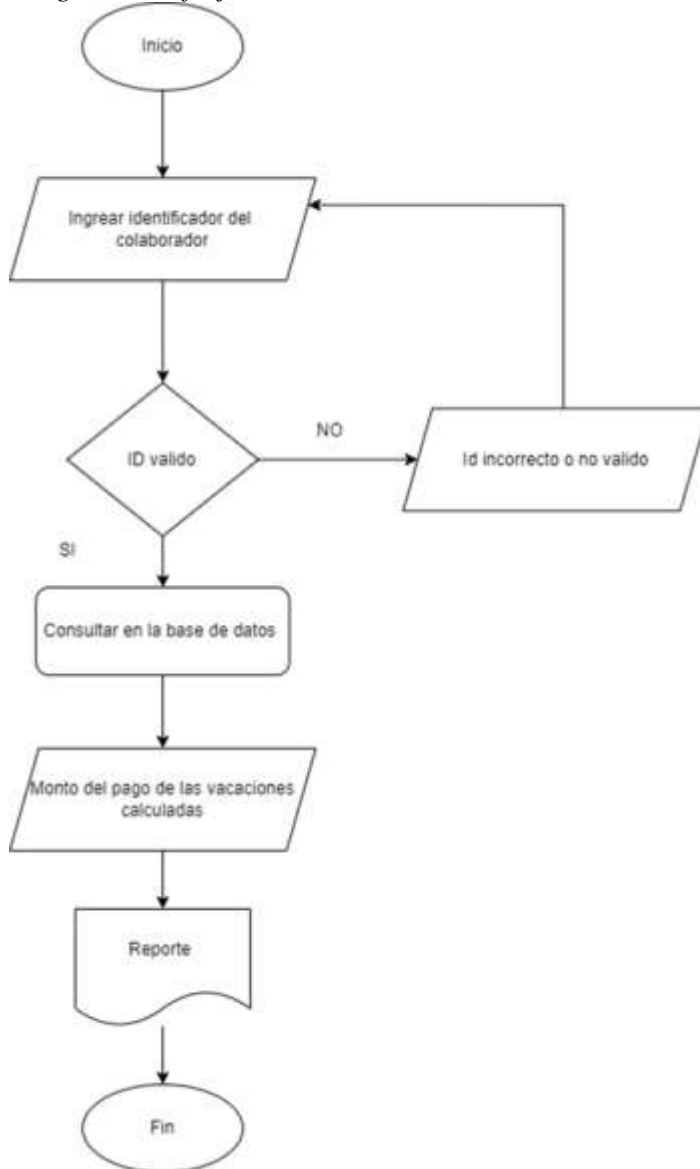 Inicio
Ingrear identificador del
colaborador
ID valido
NO
Id incorrecto o no valido
SI
Consultar en la base de datos
Monto del pago de las vacaciones
calculadas
Reporte
Fin